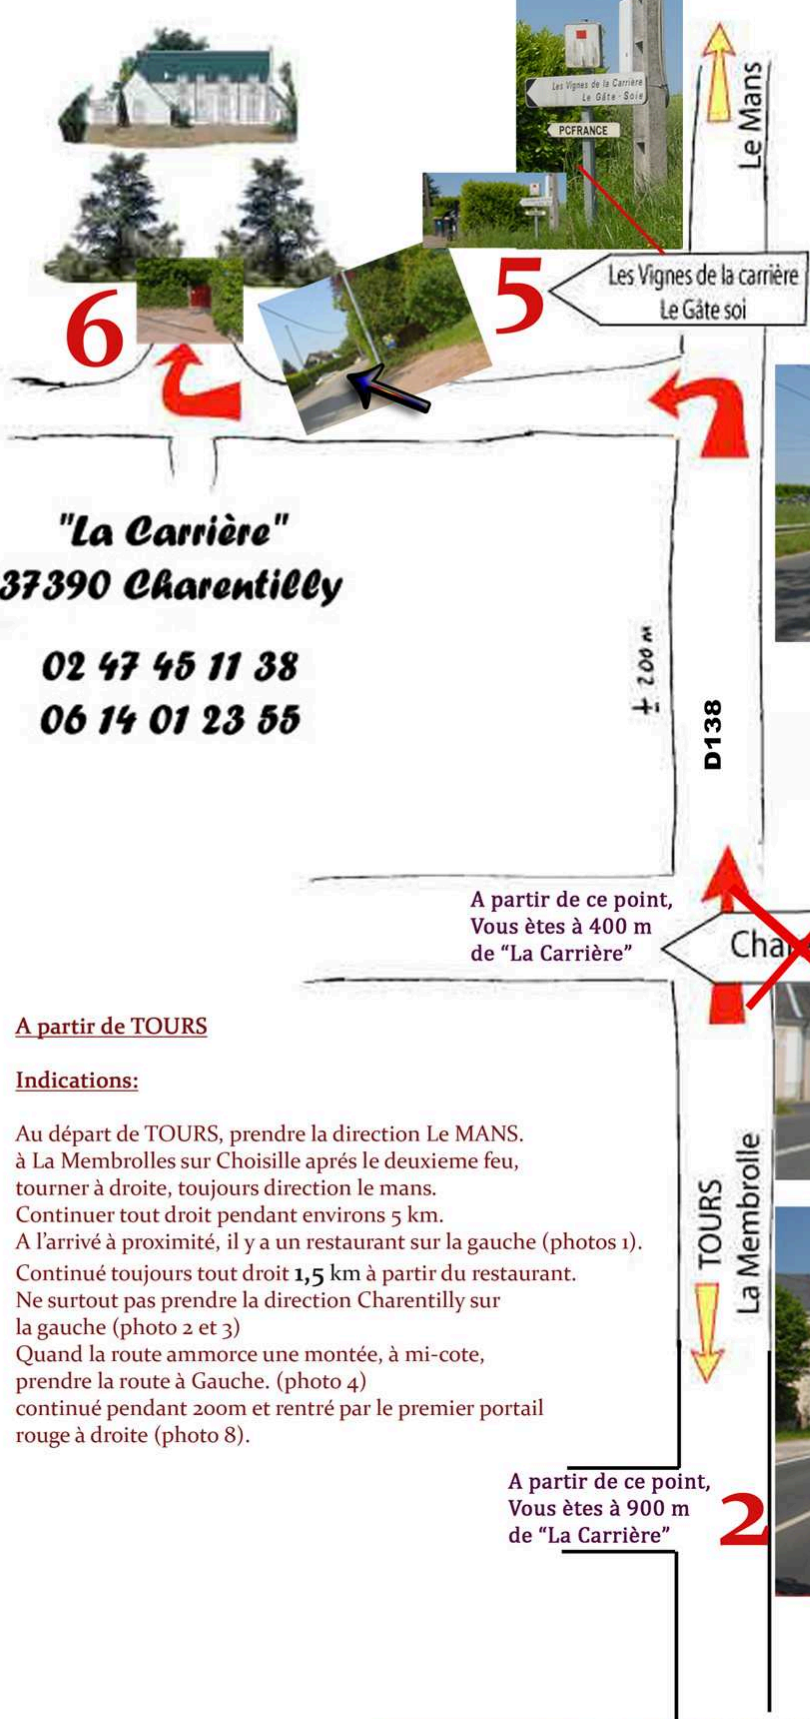 Les Vignes de la Carrière
Le Gâte-Soie
PCFRANCE
Le Mans
5
Les Vignes de la carrière
Le Gâte soi
6
"La Carrière"
37390 Charentilly
02 47 45 11 38
06 14 01 23 55
± 200 m
D138
A partir de ce point,
Vous ètes à 400 m
de “La Carrière”
Cha
A partir de TOURS
Indications:
Au départ de TOURS, prendre la direction Le MANS.
à La Membrolles sur Choisille aprés le deuxieme feu,
tourner à droite, toujours direction le mans.
Continuer tout droit pendant environs 5 km.
A l’arrivé à proximité, il y a un restaurant sur la gauche (photos 1).
Continué toujours tout droit 1,5 km à partir du restaurant.
Ne surtout pas prendre la direction Charentilly sur
la gauche (photo 2 et 3)
Quand la route ammorce une montée, à mi-cote,
prendre la route à Gauche. (photo 4)
continué pendant 200m et rentré par le premier portail
rouge à droite (photo 8).
TOURS
La Membrolle
A partir de ce point,
Vous ètes à 900 m
de “La Carrière”
2